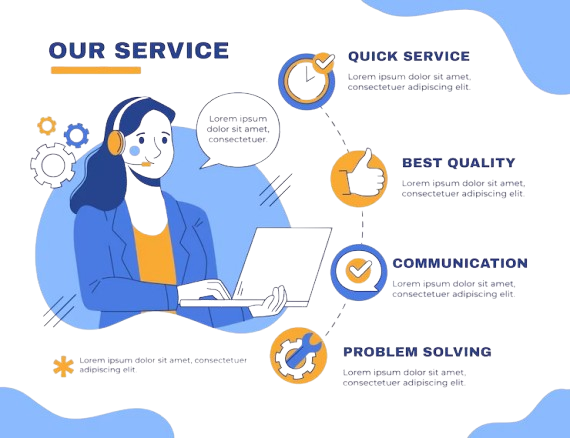 OUR SERVICE
Lorem ipsum
dolor sit amet,
consectetuer.
QUICK SERVICE
Lorem ipsum dolor sit amet,
consectetuer adipiscing elit.
BEST QUALITY
Lorem ipsum dolor sit amet,
consectetuer adipiscing elit.
COMMUNICATION
Lorem ipsum dolor sit amet,
consectetuer adipiscing elit.
PROBLEM SOLVING
Lorem ipsum dolor sit amet,
consectetuer adipiscing elit.
Lorem ipsum dolor sit amet, consectetuer
adipiscing elit.